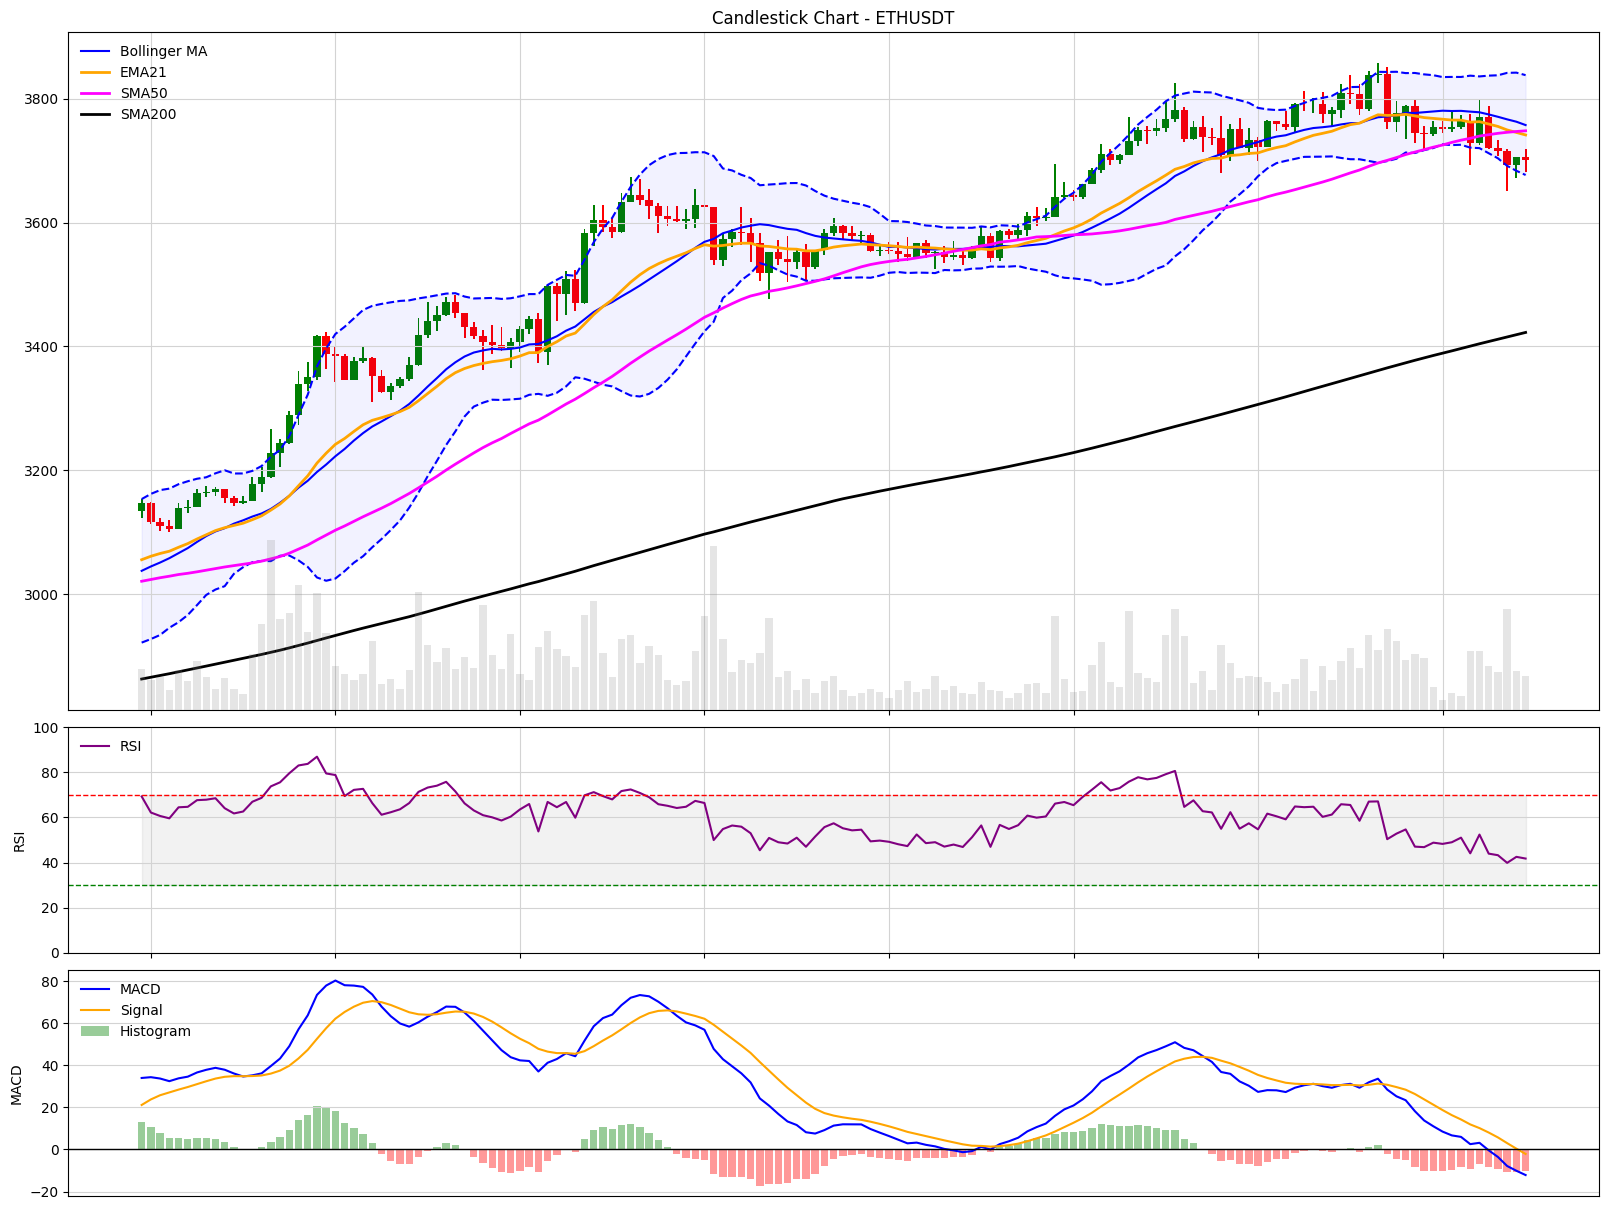 Candlestick Chart - ETHUSDT
Bollinger MA
EMA21
SMA50
SMA200
3800
3600
3400
3200
3000
RSI
100
80
60
40
20
0
RSI
MACD
Signal
Histogram
80
60
40
20
0
−20
MACD